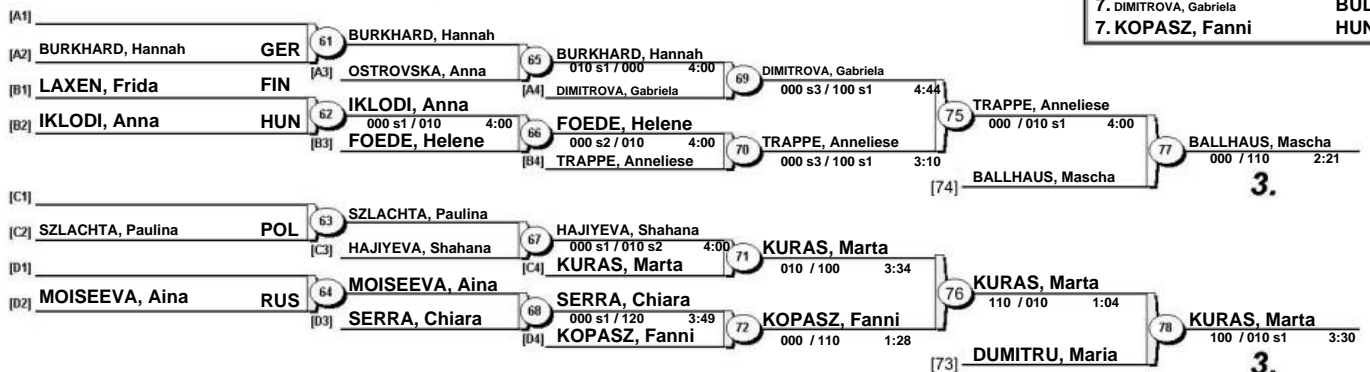 7. DIMITROVA, Gabriela BUL
7. KOPASZ, Fanni HUN
[A1]
[A2] BURKHARD, Hannah GER
61 BURKHARD, Hannah
[A3] OSTROVSKA, Anna
65 BURKHARD, Hannah
010 s1 / 000 4:00
[A4] DIMITROVA, Gabriela
69 DIMITROVA, Gabriela
000 s3 / 100 s1 4:44
[B1] LAXEN, Frida FIN
[B2] IKLODI, Anna HUN
62 IKLODI, Anna
000 s1 / 010 4:00
[B3] FOEDE, Helene
66 FOEDE, Helene
000 s2 / 010 4:00
[B4] TRAPPE, Anneliese
70 TRAPPE, Anneliese
000 s3 / 100 s1 3:10
75 TRAPPE, Anneliese
000 / 010 s1 4:00
[74] BALLHAUS, Mascha
77 BALLHAUS, Mascha
000 / 110 2:21
3.
[C1]
[C2] SZLACHTA, Paulina POL
63 SZLACHTA, Paulina
[C3] HAJIYEVA, Shahana
67 HAJIYEVA, Shahana
000 s1 / 010 s2 4:00
[C4] KURAS, Marta
71 KURAS, Marta
010 / 100 3:34
[D1]
[D2] MOISEEVA, Aina RUS
64 MOISEEVA, Aina
[D3] SERRA, Chiara
68 SERRA, Chiara
000 s1 / 120 3:49
[D4] KOPASZ, Fanni
72 KOPASZ, Fanni
000 / 110 1:28
76 KURAS, Marta
110 / 010 1:04
[73] DUMITRU, Maria
78 KURAS, Marta
100 / 010 s1 3:30
3.